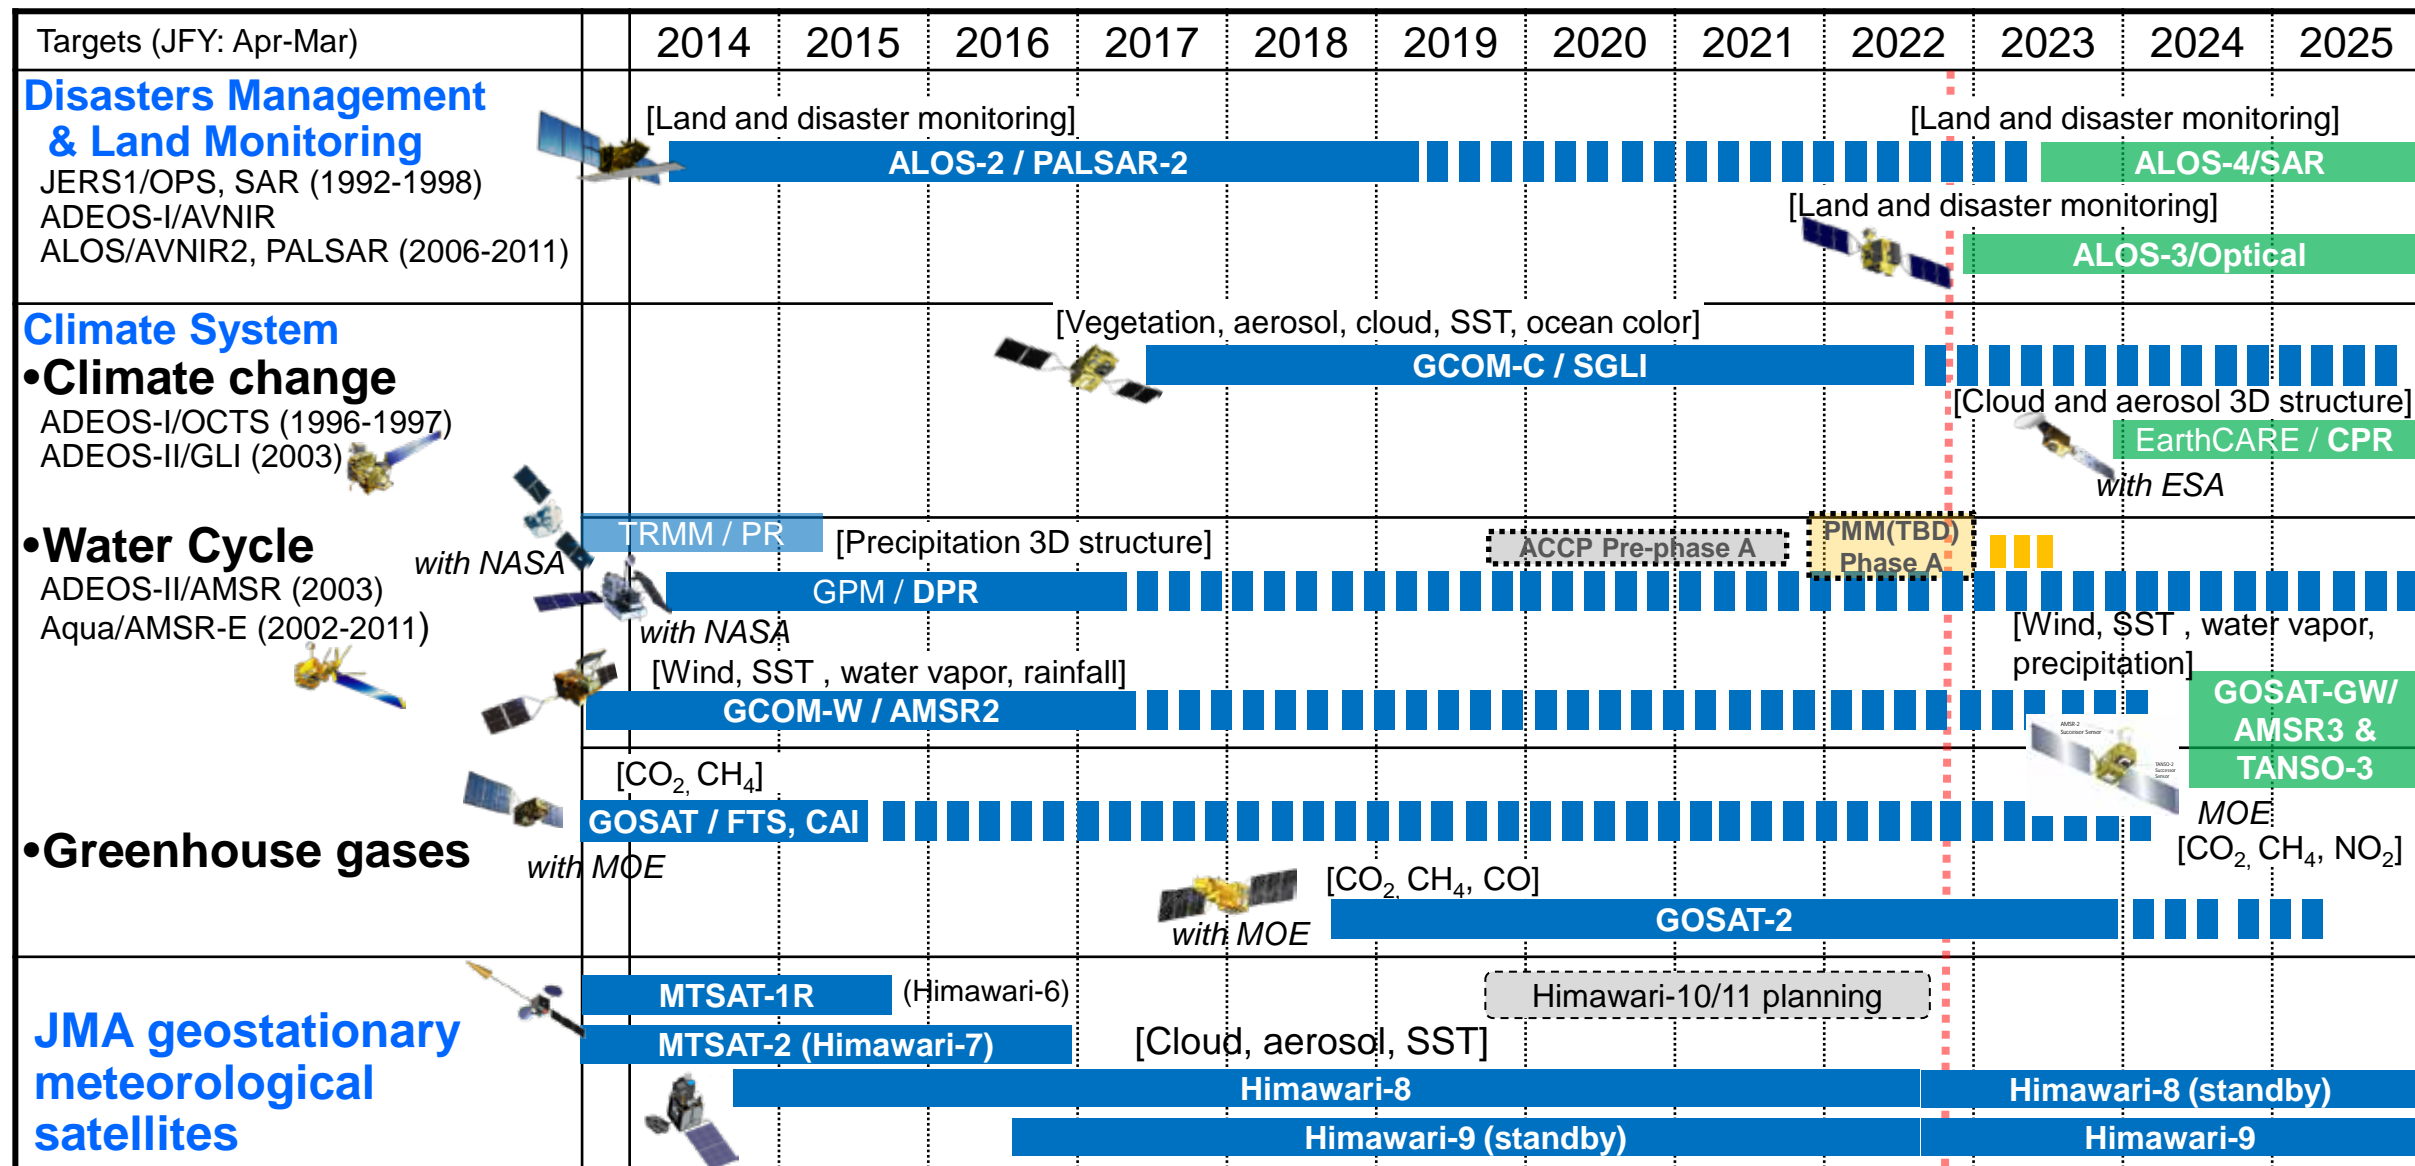 Targets (JFY: Apr-Mar)
2014 2015 2016 2017 2018 2019 2020 2021 2022 2023 2024 2025
Disasters Management
& Land Monitoring
JERS1/OPS, SAR (1992-1998)
ADEOS-I/AVNIR
ALOS/AVNIR2, PALSAR (2006-2011)
[Land and disaster monitoring]
[Land and disaster monitoring]
ALOS-2 / PALSAR-2
ALOS-4/SAR
[Land and disaster monitoring]
ALOS-3/Optical
Climate System
•Climate change
ADEOS-I/OCTS (1996-1997)
ADEOS-II/GLI (2003)
[Vegetation, aerosol, cloud, SST, ocean color]
GCOM-C / SGLI
[Cloud and aerosol 3D structure]
EarthCARE / CPR
with ESA
•Water Cycle
ADEOS-II/AMSR (2003)
Aqua/AMSR-E (2002-2011)
with NASA
TRMM / PR
[Precipitation 3D structure]
ACCP Pre-phase A
PMM(TBD)
Phase A
GPM / DPR
with NASA
[Wind, SST , water vapor,
precipitation]
[Wind, SST , water vapor, rainfall]
GCOM-W / AMSR2
GOSAT-GW/
AMSR3 &
TANSO-3
AMSR-2
Successor Sensor
TANSO-2
Successor
Sensor
MOE
[CO2, CH4, NO2]
•Greenhouse gases
[CO2, CH4]
GOSAT / FTS, CAI
with MOE
[CO2, CH4, CO]
with MOE
GOSAT-2
JMA geostationary
meteorological
satellites
MTSAT-1R
(Himawari-6)
Himawari-10/11 planning
MTSAT-2 (Himawari-7)
[Cloud, aerosol, SST]
Himawari-8
Himawari-8 (standby)
Himawari-9 (standby)
Himawari-9